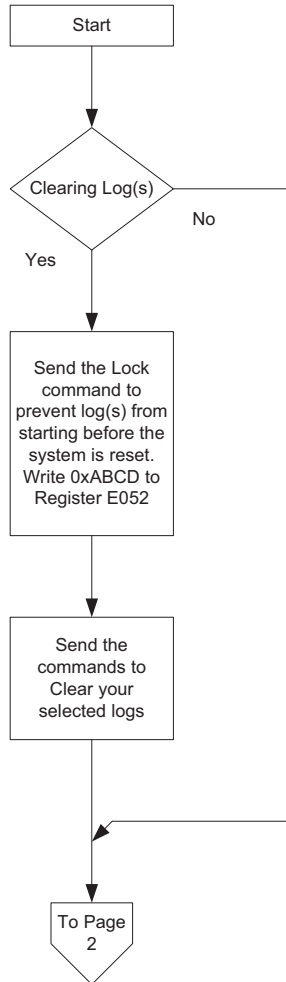 Start
Clearing Log(s)
No
Yes
Send the Lock
command to
prevent log(s) from
starting before the
system is reset.
Write 0xABCD to
Register E052
Send the
commands to
Clear your
selected logs
To Page
2